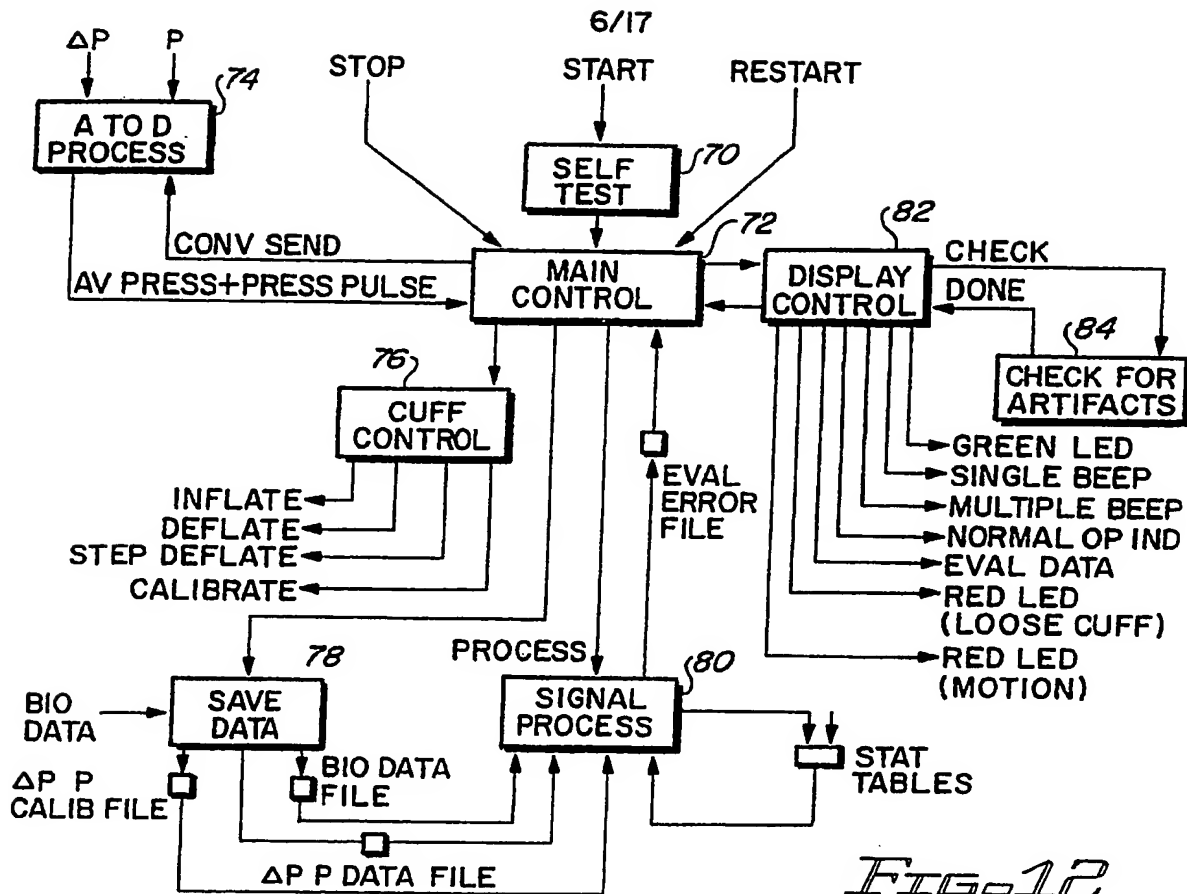 6/17
ΔP P
STOP
START
RESTART
74
A TO D
PROCESS
70
SELF
TEST
72
MAIN
CONTROL
82
DISPLAY
CONTROL
CHECK
DONE
84
CHECK FOR
ARTIFACTS
CONV SEND
AV PRESS+PRESS PULSE
76
CUFF
CONTROL
INFLATE
DEFLATE
STEP DEFLATE
CALIBRATE
EVAL
ERROR
FILE
GREEN LED
SINGLE BEEP
MULTIPLE BEEP
NORMAL OP IND
EVAL DATA
RED LED
(LOOSE CUFF)
RED LED
(MOTION)
PROCESS
78
SAVE
DATA
BIO
DATA
80
SIGNAL
PROCESS
STAT
TABLES
ΔP P
CALIB FILE
BIO DATA
FILE
ΔP P DATA FILE
FIG-12